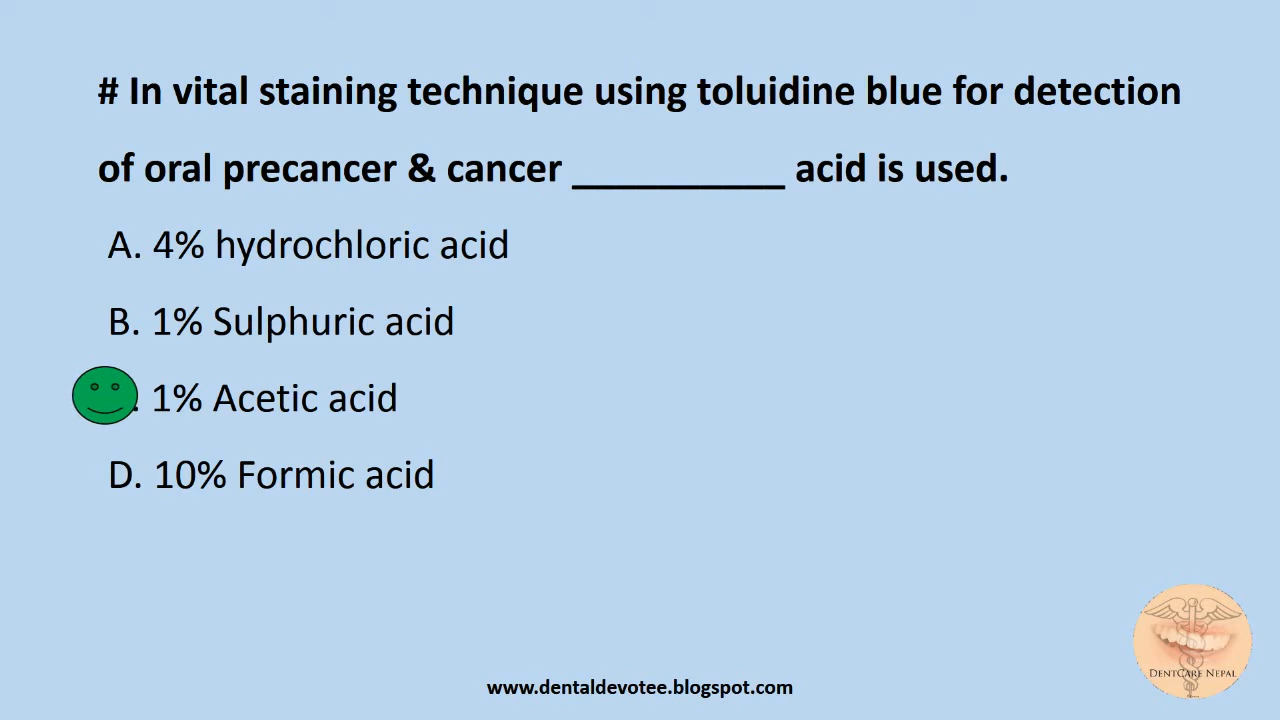 # In vital staining technique using toluidine blue for detection
of oral precancer & cancer __________ acid is used.
A. 4% hydrochloric acid
B. 1% Sulphuric acid
. 1% Acetic acid
D. 10% Formic acid
DENTCARE NEPAL
www.dentaldevotee.blogspot.com